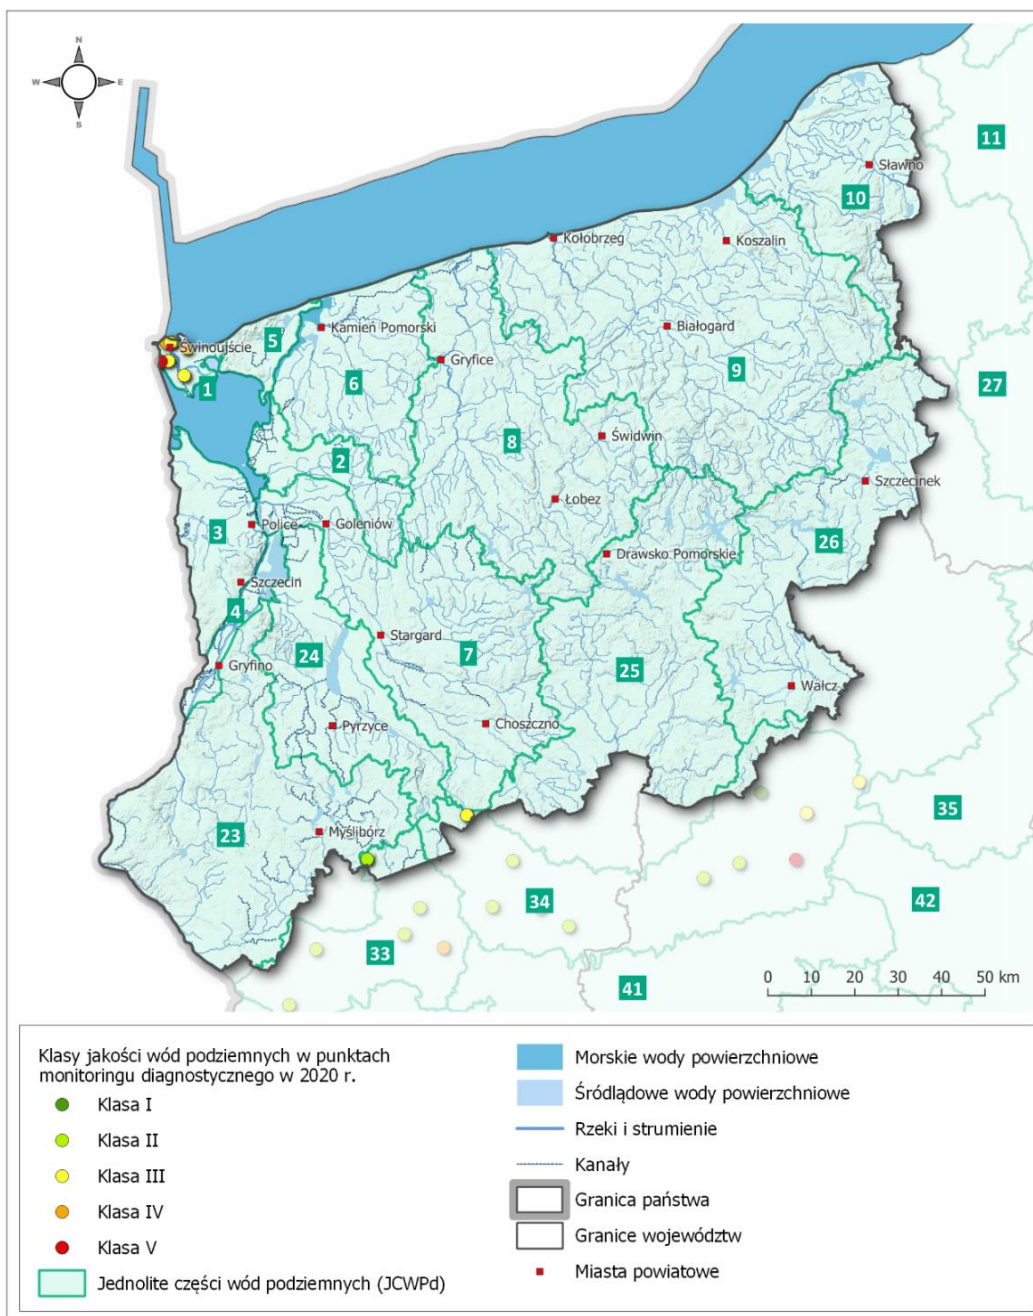 N
W E
S
11
Sławno
10
Kołobrzeg
Koszalin
5
Kamień Pomorski
Białogard
Świnoujście
Gryfice
27
1
6
9
8
Świdwin
2
Szczecinek
Łobez
3
Police
Goleniów
26
Drawsko Pomorskie
Szczecin
4
Stargard
24
7
Gryfino
25
Wałcz
Choszczno
Pyrzyce
35
23
Myślibórz
34
42
33
41
0 10 20 30 40 50 km
Klasy jakości wód podziemnych w punktach
monitoringu diagnostycznego w 2020 r.
Klasa I
Klasa II
Klasa III
Klasa IV
Klasa V
Jednolite części wód podziemnych (JCWPd)
Morskie wody powierzchniowe
Śródlądowe wody powierzchniowe
Rzeki i strumienie
Kanały
Granica państwa
Granice województw
Miasta powiatowe